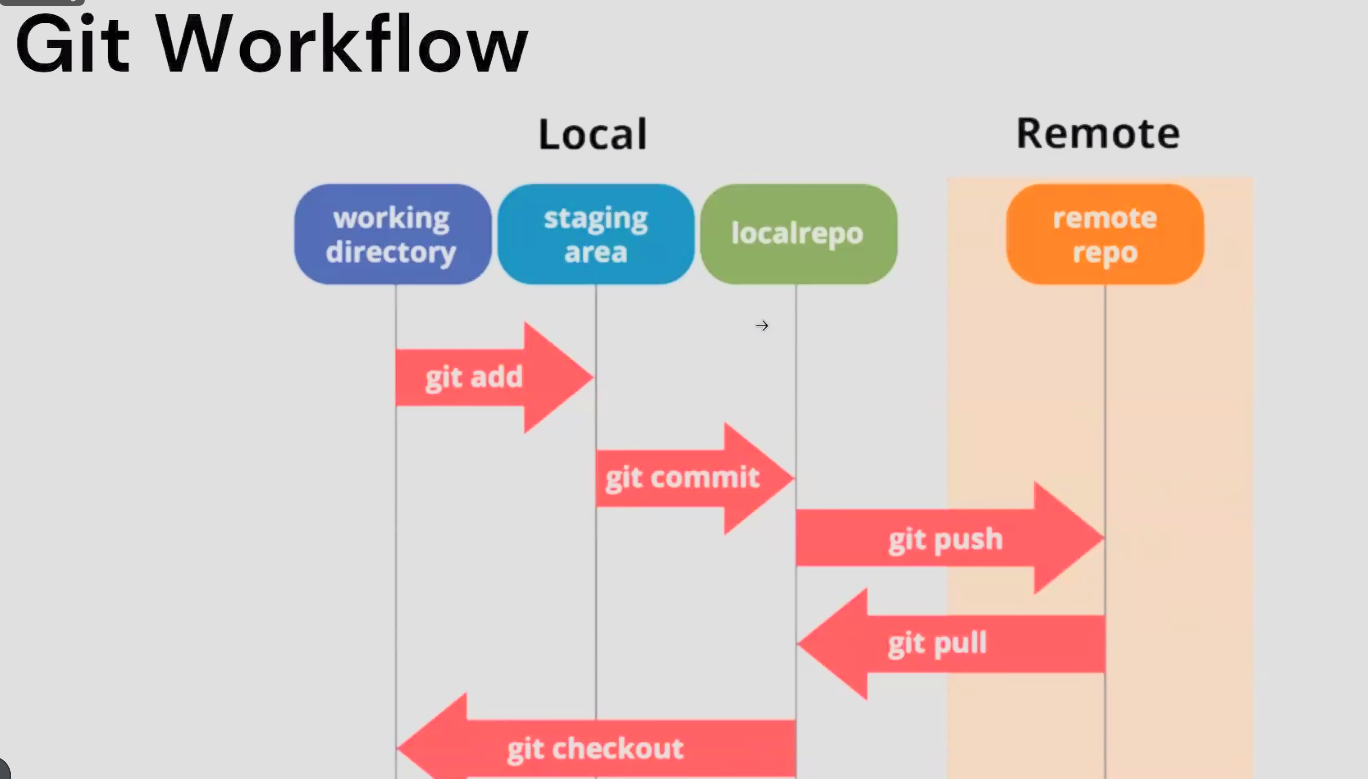 Git Workflow
Local
Remote
working
directory
staging
area
localrepo
remote
repo
git add
git commit
git push
git pull
git checkout